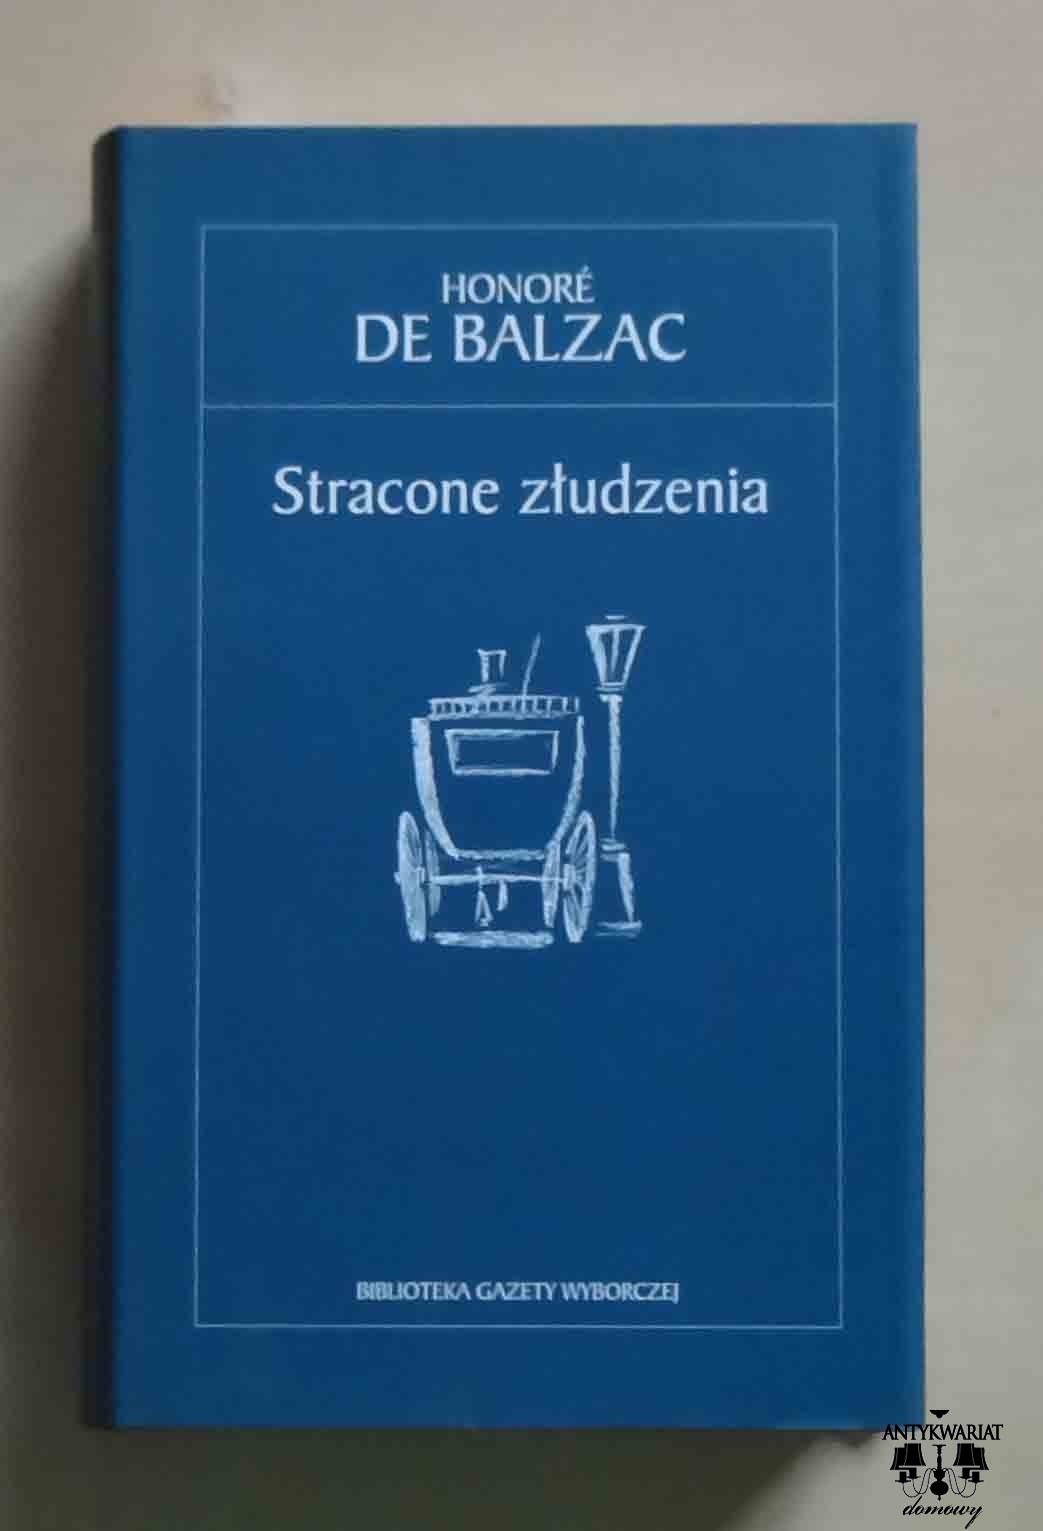 HONORÉ
DE BALZAC
Stracone złudzenia
BIBLIOTEKA GAZETY WYBORCZEJ
ANTYKWARIAT
domowy